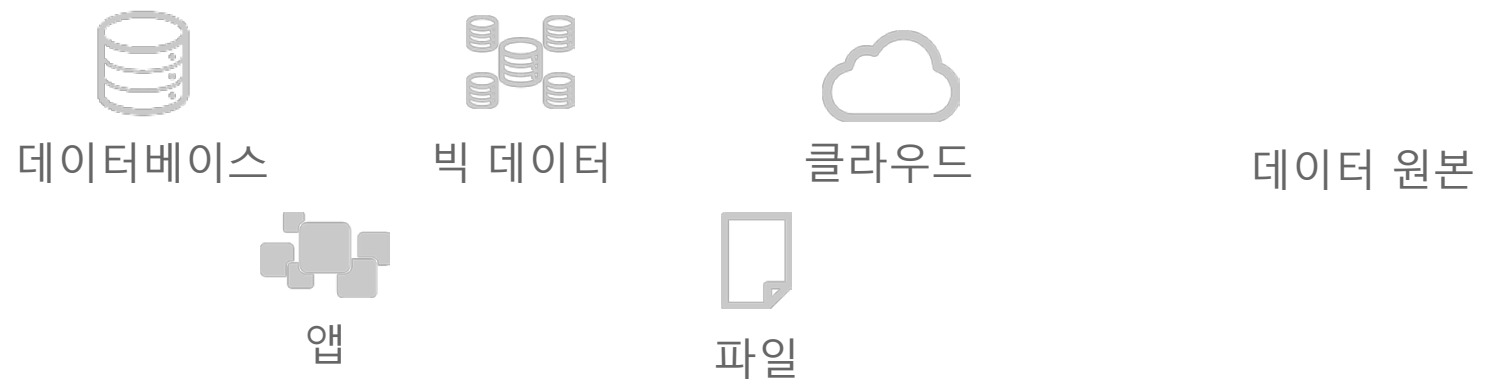 데이터베이스
빅 데이터
클라우드
데이터 원본
앱
파일